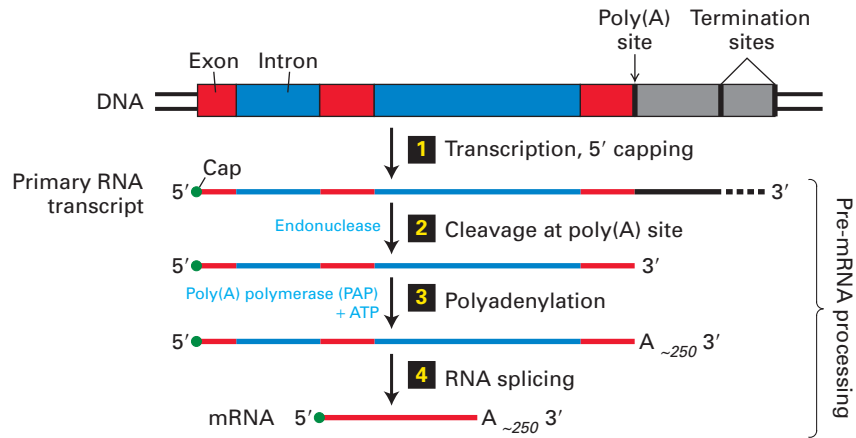 Poly(A)
site
Termination
sites
Exon
Intron
DNA
1 Transcription, 5′ capping
Primary RNA
transcript
5′
Cap
3′
Endonuclease
2 Cleavage at poly(A) site
5′
3′
Poly(A) polymerase (PAP)
+ ATP
3 Polyadenylation
5′
A ~250 3′
4 RNA splicing
mRNA 5′
A ~250 3′
Pre-mRNA processing